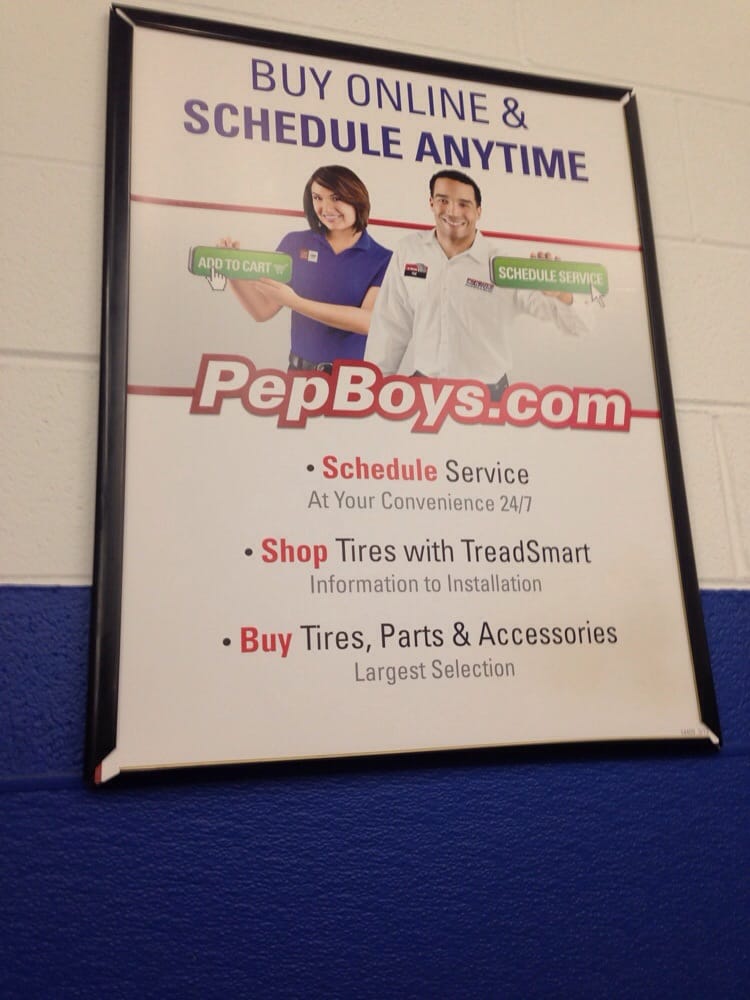 BUY ONLINE &
SCHEDULE ANYTIME
ADD TO CART
SCHEDULE SERVICE
PepBoys.com
• Schedule Service
At Your Convenience 24/7
• Shop Tires with TreadSmart
Information to Installation
• Buy Tires, Parts & Accessories
Largest Selection